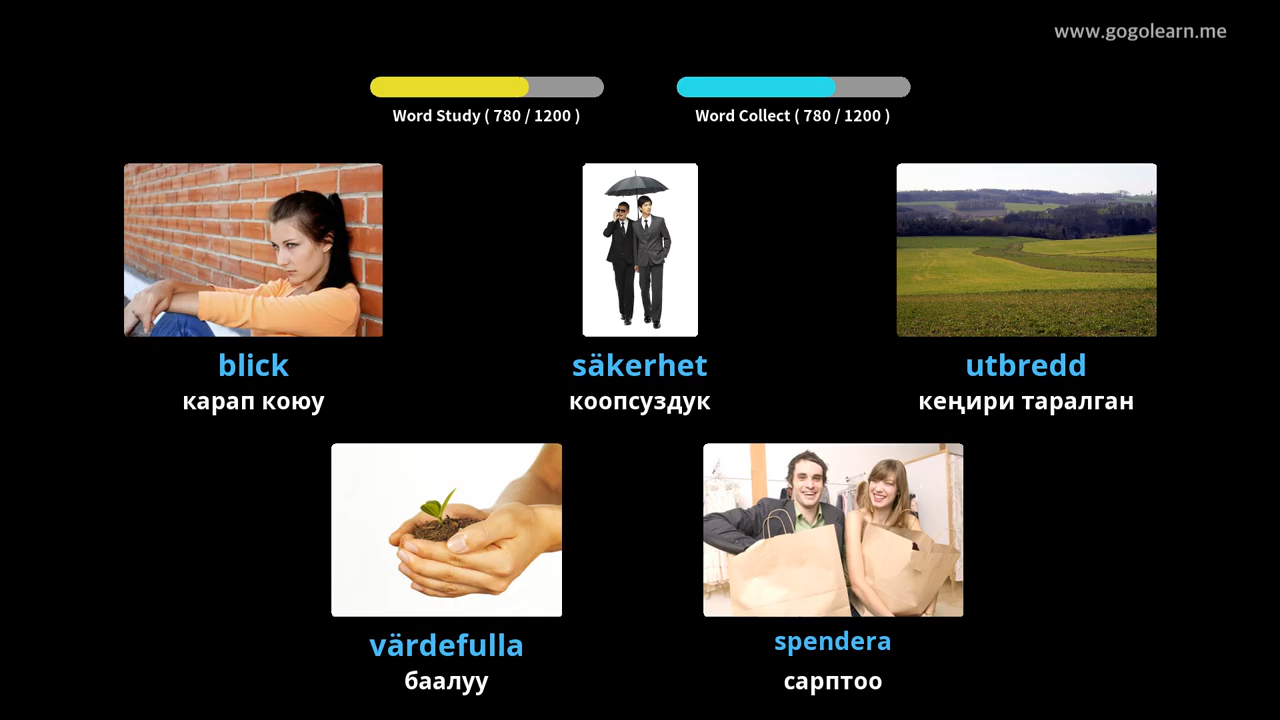 www.gogolearn.me
Word Study ( 780 / 1200 )
Word Collect ( 780 / 1200 )
blick
säkerhet
utbredd
карап коюу
коопсуздук
кеңири таралган
värdefulla
spendera
баалуу
сарптоо